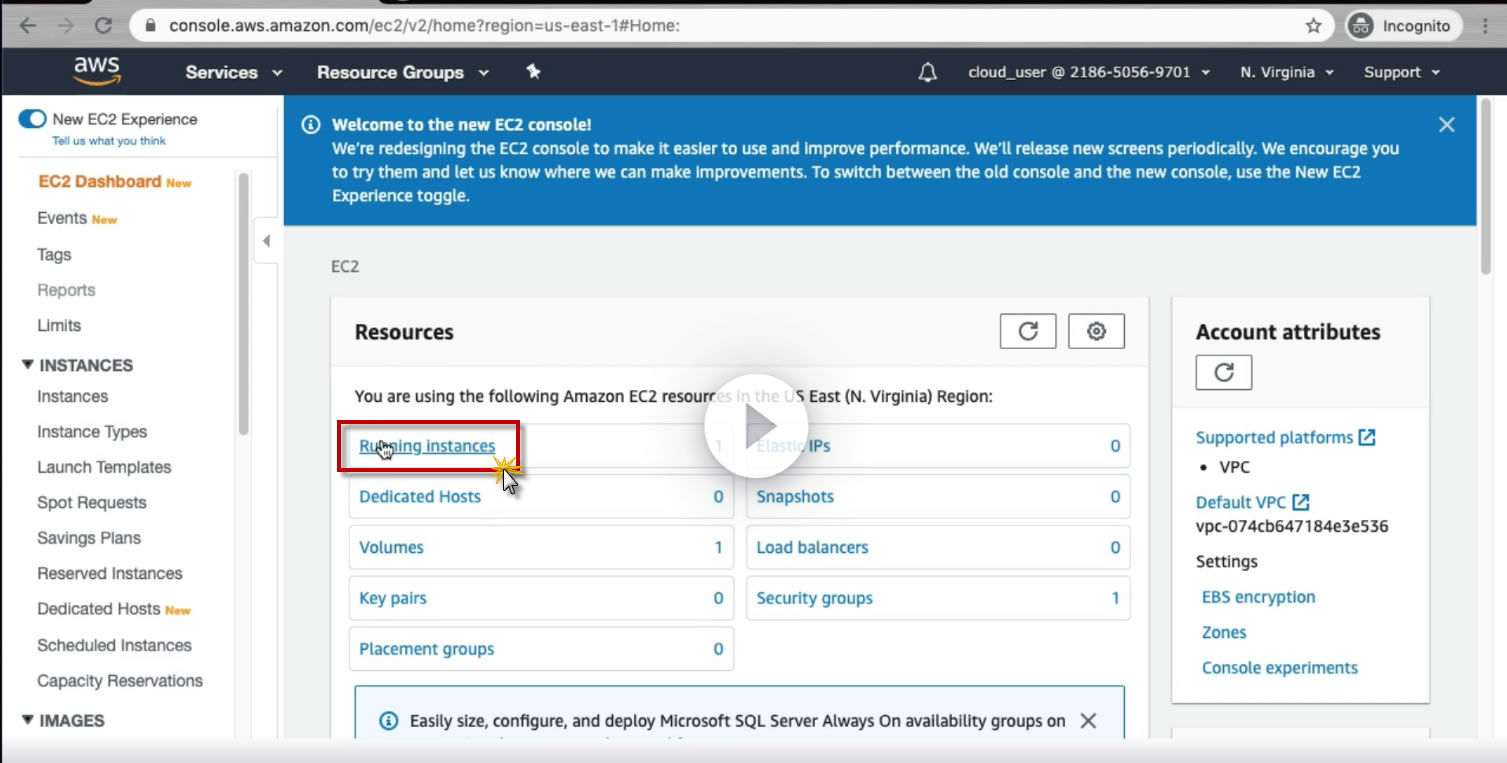 console.aws.amazon.com/ec2/v2/home?region=us-east-1#Home:
Incognito
aws
Services
Resource Groups
cloud_user @ 2186-5056-9701
N. Virginia
Support
New EC2 Experience
Tell us what you think
EC2 Dashboard New
Events New
Tags
Reports
Limits
INSTANCES
Instances
Instance Types
Launch Templates
Spot Requests
Savings Plans
Reserved Instances
Dedicated Hosts New
Scheduled Instances
Capacity Reservations
IMAGES
Welcome to the new EC2 console!
We're redesigning the EC2 console to make it easier to use and improve performance. We'll release new screens periodically. We encourage you
to try them and let us know where we can make improvements. To switch between the old console and the new console, use the New EC2
Experience toggle.
EC2
Resources
You are using the following Amazon EC2 resources in the US East (N. Virginia) Region:
Running instances 1
Elastic IPs 0
Dedicated Hosts 0
Snapshots 0
Volumes 1
Load balancers 0
Key pairs 0
Security groups 1
Placement groups 0
Easily size, configure, and deploy Microsoft SQL Server Always On availability groups on
Account attributes
Supported platforms
• VPC
Default VPC
vpc-074cb647184e3e536
Settings
EBS encryption
Zones
Console experiments